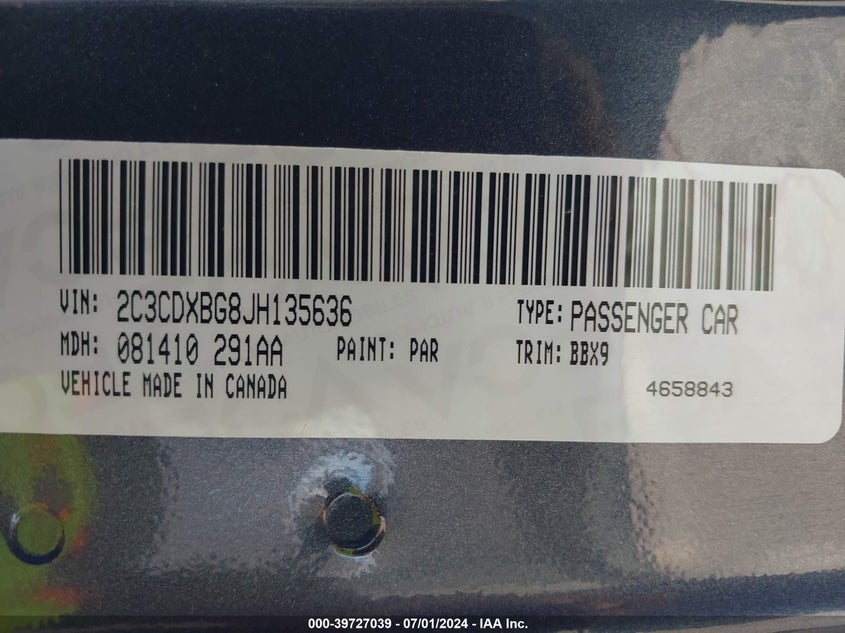 VIN: 2C3CDXBG8JH135636 TYPE: PASSENGER CAR
MDH: 081410 291AA PAINT: PAR TRIM: BBX9
VEHICLE MADE IN CANADA 4658843
000-39727039 - 07/01/2024 - IAA Inc.